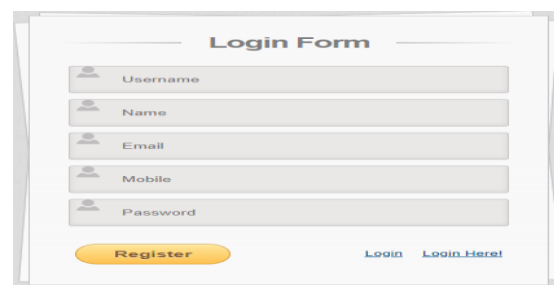 Login Form
Username
Name
Email
Mobile
Password
Register Login Login Here!